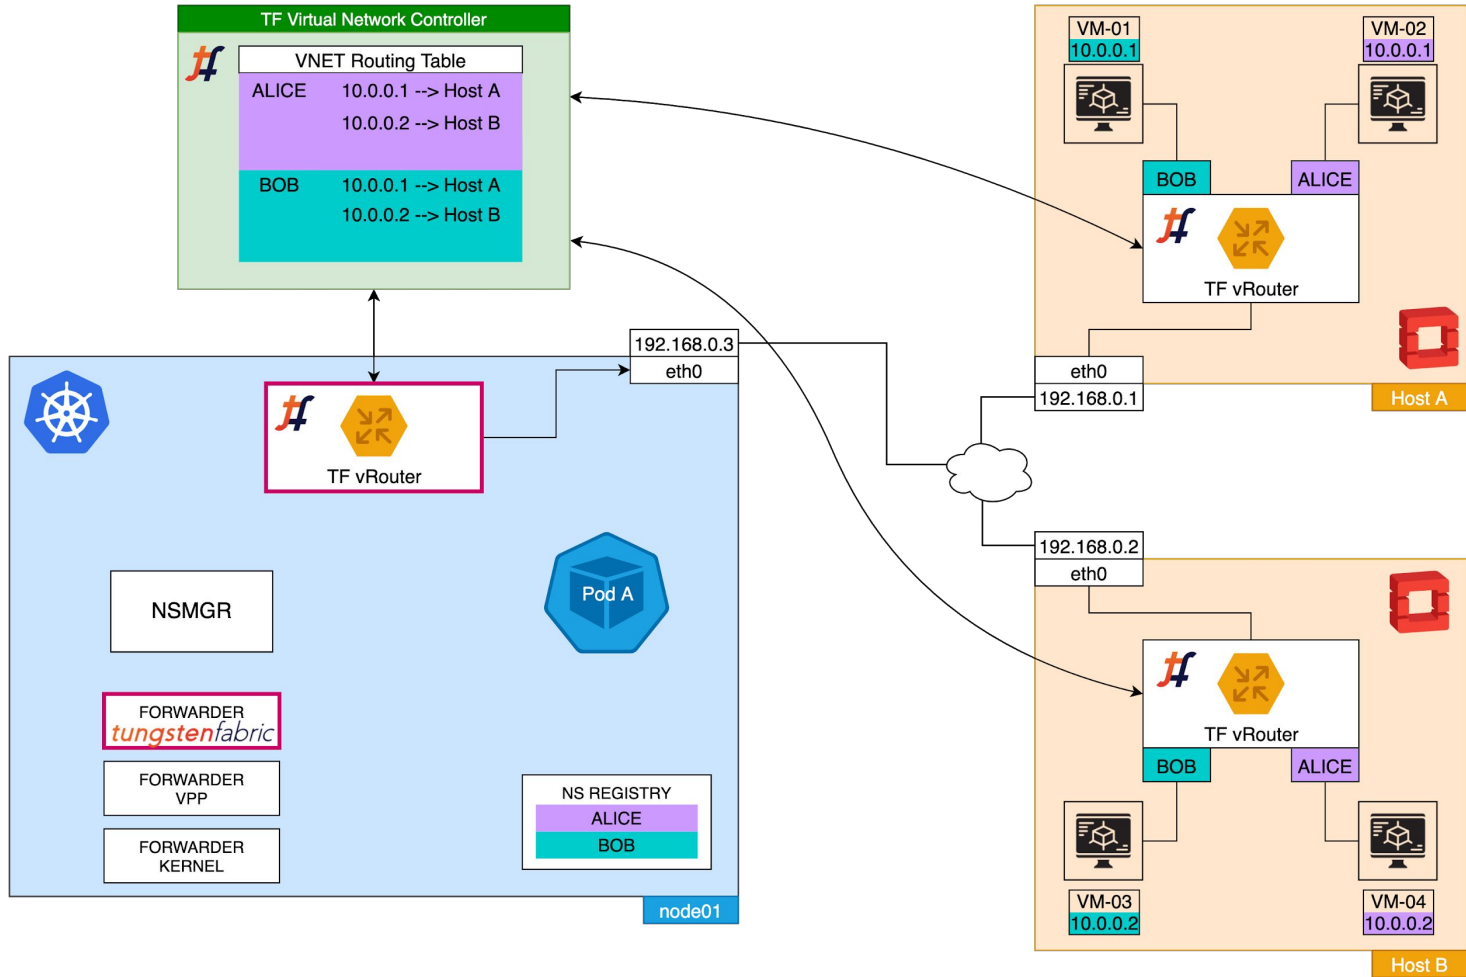 TF Virtual Network Controller
VNET Routing Table
ALICE 10.0.0.1 --> Host A
10.0.0.2 --> Host B
BOB 10.0.0.1 --> Host A
10.0.0.2 --> Host B
VM-01
10.0.0.1
VM-02
10.0.0.1
BOB
ALICE
TF vRouter
eth0
192.168.0.1
Host A
192.168.0.3
eth0
TF vRouter
NSMGR
Pod A
FORWARDER
tungstenfabric
FORWARDER
VPP
FORWARDER
KERNEL
NS REGISTRY
ALICE
BOB
node01
192.168.0.2
eth0
TF vRouter
BOB
ALICE
VM-03
10.0.0.2
VM-04
10.0.0.2
Host B